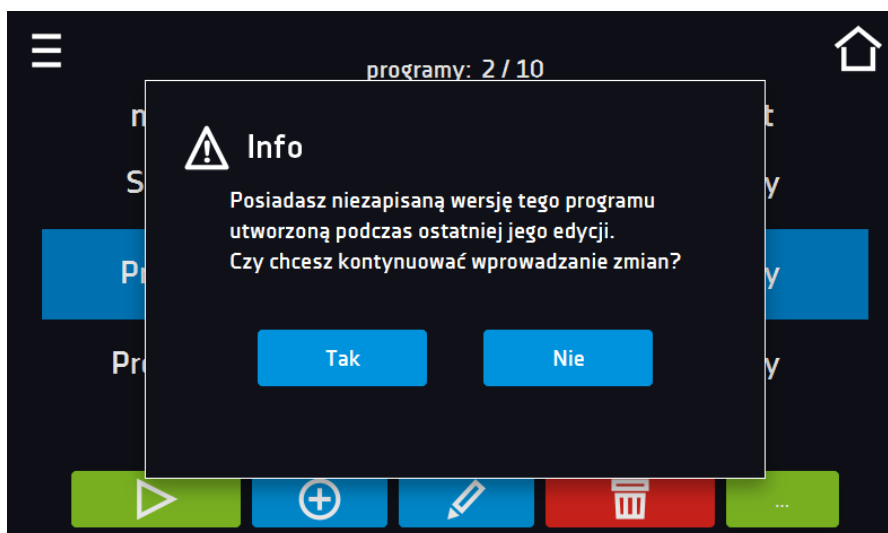 programy: 2 / 10
Info
Posiadasz niezapisaną wersję tego programu
utworzoną podczas ostatniej jego edycji.
Czy chcesz kontynuować wprowadzanie zmian?
Tak
Nie
...